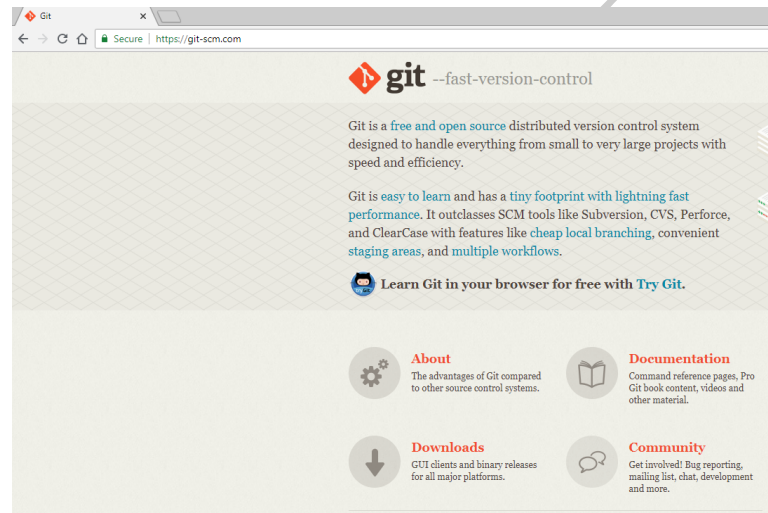 Git
Secure | https://git-scm.com
git --fast-version-control
Git is a free and open source distributed version control system
designed to handle everything from small to very large projects with
speed and efficiency.
Git is easy to learn and has a tiny footprint with lightning fast
performance. It outclasses SCM tools like Subversion, CVS, Perforce,
and ClearCase with features like cheap local branching, convenient
staging areas, and multiple workflows.
Learn Git in your browser for free with Try Git.
About
The advantages of Git compared
to other source control systems.
Documentation
Command reference pages, Pro
Git book content, videos and
other material.
Downloads
GUI clients and binary releases
for all major platforms.
Community
Get involved! Bug reporting,
mailing list, chat, development
and more.